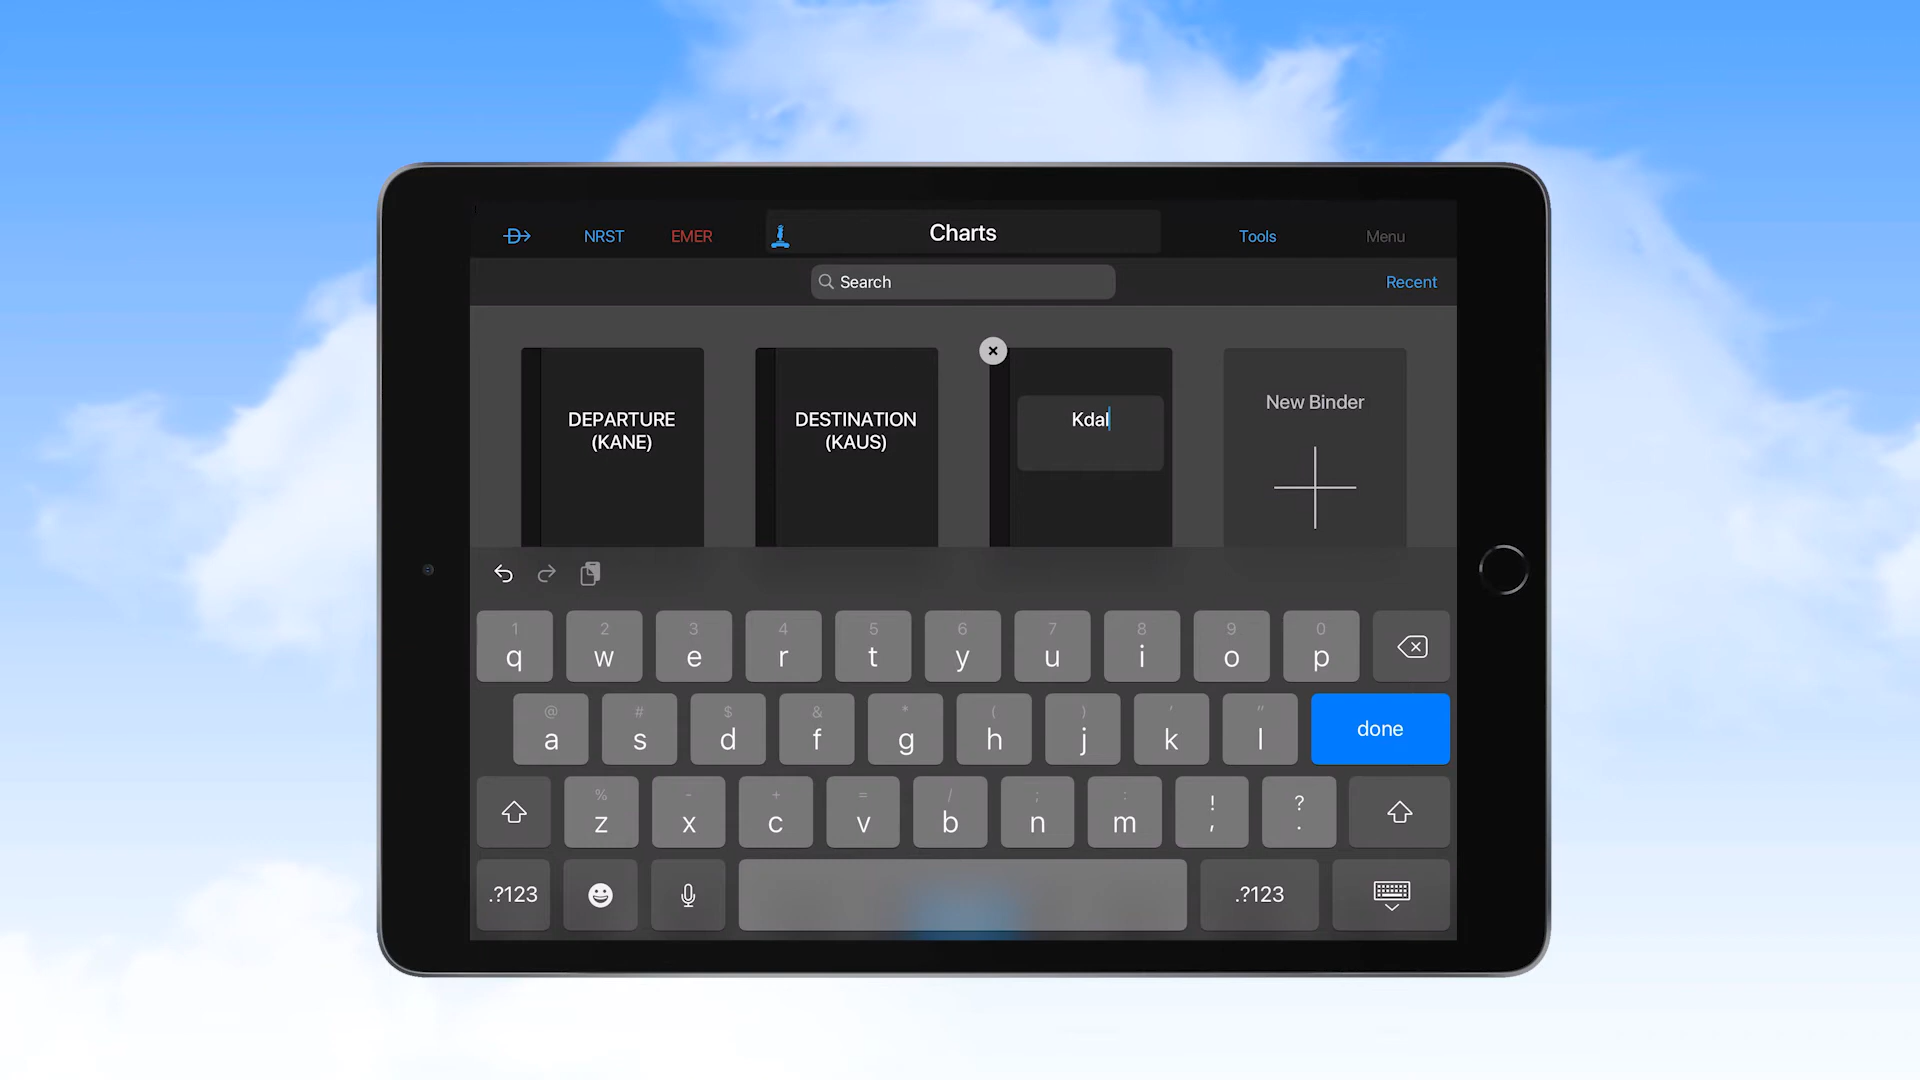 D
NRST
EMER
Charts
Tools
Menu
Search
Recent
DEPARTURE
(KANE)
DESTINATION
(KAUS)
Kdal
New Binder
1 2 3 4 5 6 7 8 9 0
q w e r t y u i o p
@ # $ & * ( ) ' "
a s d f g h j k l done
% - + = / ; : ! ?
z x c v b n m , .
.?123 .?123